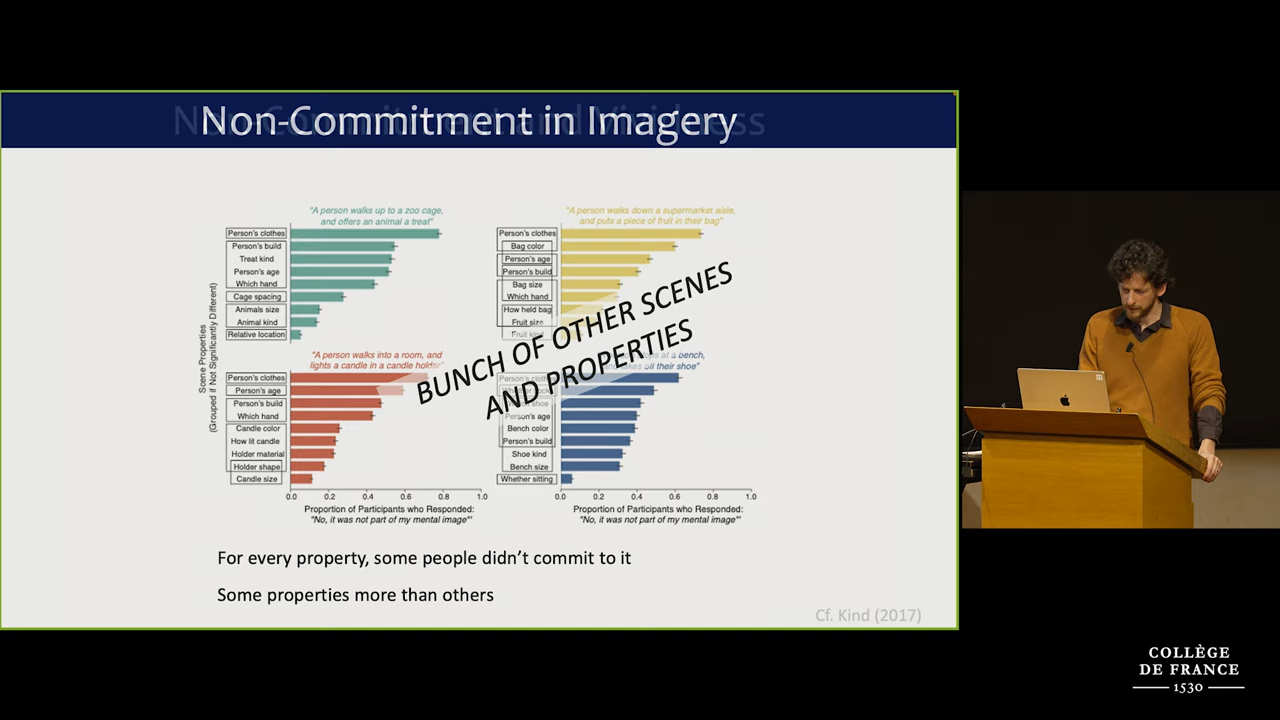 Non-Commitment in Imagery
"A person walks up to a zoo cage,
and offers an animal a treat"
Person's clothes
Person's build
Treat kind
Person's age
Which hand
Cage spacing
Animals size
Animal kind
Relative location
"A person walks down a supermarket aisle,
and puts a piece of fruit in their bag"
Person's clothes
Bag color
Person's age
Person's build
Bag size
Which hand
How held bag
Fruit size
Fruit kind
BUNCH OF OTHER SCENES
AND PROPERTIES
Scene Properties
(Grouped if Not Significantly Different)
"A person walks into a room, and
lights a candle in a candle holder"
Person's clothes
Person's age
Person's build
Which hand
Candle color
How lit candle
Holder material
Holder shape
Candle size
0.0 0.2 0.4 0.6 0.8 1.0
Proportion of Participants who Responded:
"No, it was not part of my mental image"
at a bench,
their shoe"
Person's clothes
shoe
Person's age
Bench color
Person's build
Shoe kind
Bench size
Whether sitting
0.0 0.2 0.4 0.6 0.8 1.0
Proportion of Participants who Responded:
"No, it was not part of my mental image"
For every property, some people didn't commit to it
Some properties more than others
Cf. Kind (2017)
COLLÈGE
DE FRANCE
1530